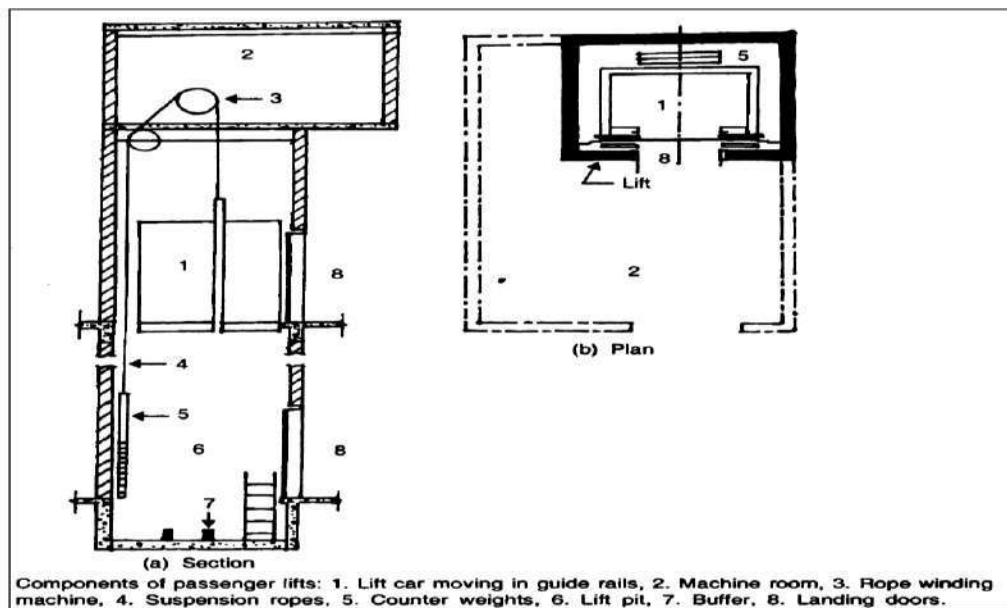 2
3
1
8
4
5
6
8
7
(a) Section
5
1
8
Lift
2
(b) Plan
Components of passenger lifts: 1. Lift car moving in guide rails, 2. Machine room, 3. Rope winding
machine, 4. Suspension ropes, 5. Counter weights, 6. Lift pit, 7. Buffer, 8. Landing doors.